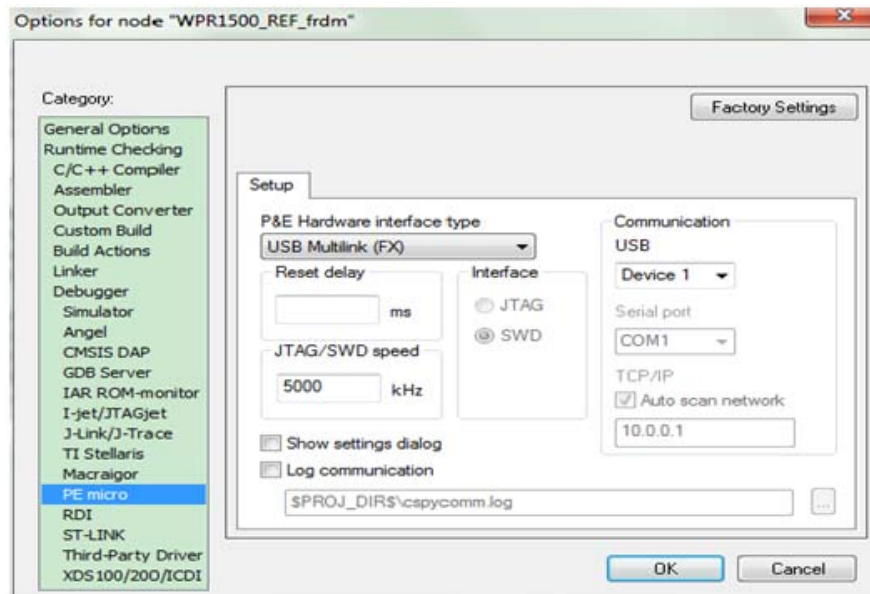 Options for node "WPR1500_REF_frdm"
Category:
General Options
Runtime Checking
C/C++ Compiler
Assembler
Output Converter
Custom Build
Build Actions
Linker
Debugger
Simulator
Angel
CMSIS DAP
GDB Server
IAR ROM-monitor
I-jet/JTAGjet
J-Link/J-Trace
TI Stellaris
Macraigor
PE micro
RDI
ST-LINK
Third-Party Driver
XDS100/200/ICDI
Factory Settings
Setup
P&E Hardware interface type
USB Multilink (FX)
Reset delay
ms
JTAG/SWD speed
5000 kHz
Interface
JTAG
SWD
Communication
USB
Device 1
Serial port
COM1
TCP/IP
Auto scan network
10.0.0.1
Show settings dialog
Log communication
$PROJ_DIR$\cspycomm.log
...
OK
Cancel